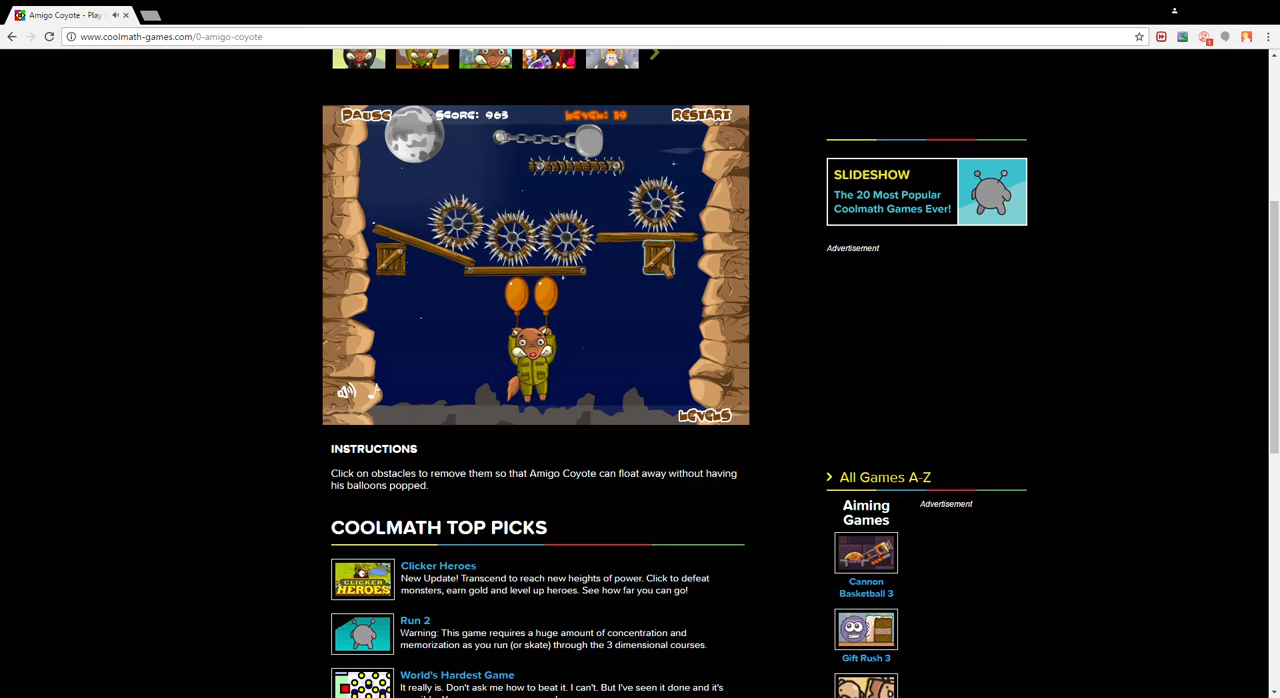 Amigo Coyote - Play
www.coolmath-games.com/0-amigo-coyote
PAUSE
SCORE: 963
LEVEL: 19
RESTART
LEVELS
INSTRUCTIONS
Click on obstacles to remove them so that Amigo Coyote can float away without having
his balloons popped.
COOLMATH TOP PICKS
CLICKER
HEROES
Clicker Heroes
New Update! Transcend to reach new heights of power. Click to defeat
monsters, earn gold and level up heroes. See how far you can go!
Run 2
Warning: This game requires a huge amount of concentration and
memorization as you run (or skate) through the 3 dimensional courses.
World's Hardest Game
It really is. Don't ask me how to beat it. I can't. But I've seen it done and it's
SLIDESHOW
The 20 Most Popular
Coolmath Games Ever!
Advertisement
All Games A-Z
Aiming
Games
Advertisement
Cannon
Basketball 3
Gift Rush 3